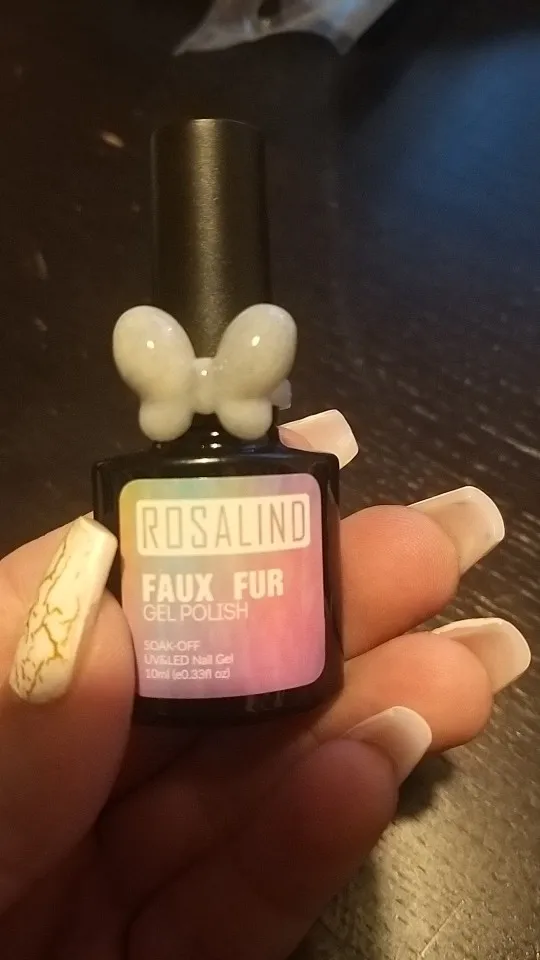 ROSALIND
FAUX FUR
GEL POLISH
SOAK-OFF
UV&LED Nail Gel
10ml (e0.33fl oz)